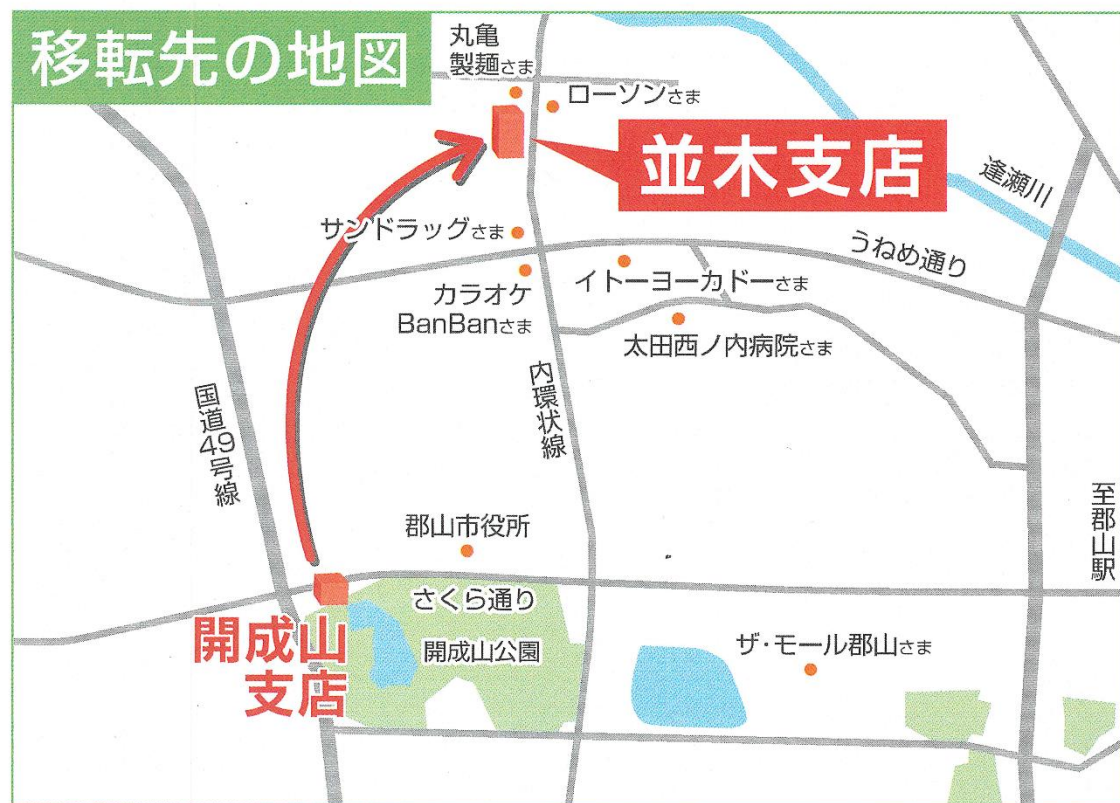 移転先の地図
丸亀
製麺さま
ローソンさま
並木支店
逢瀬川
サンドラッグさま
うねめ通り
カラオケ
BanBanさま
イトーヨーカドーさま
太田西ノ内病院さま
国道49号線
内環状線
郡山市役所
至郡山駅
さくら通り
開成山
支店
開成山公園
ザ・モール郡山さま